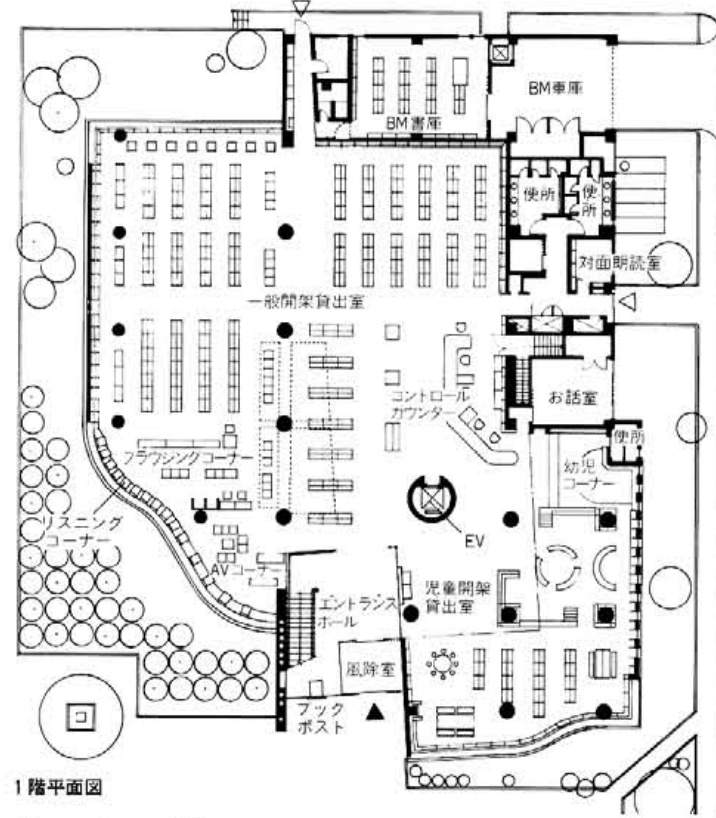 BM車庫
BM書庫
便所
便所
対面朗読室
一般開架貸出室
コントロール
カウンター
お話室
ブラウジングコーナー
便所
幼児
コーナー
リスニング
コーナー
EV
AVコーナー
児童開架
貸出室
エントランス
ホール
風除室
ブック
ポスト
1階平面図